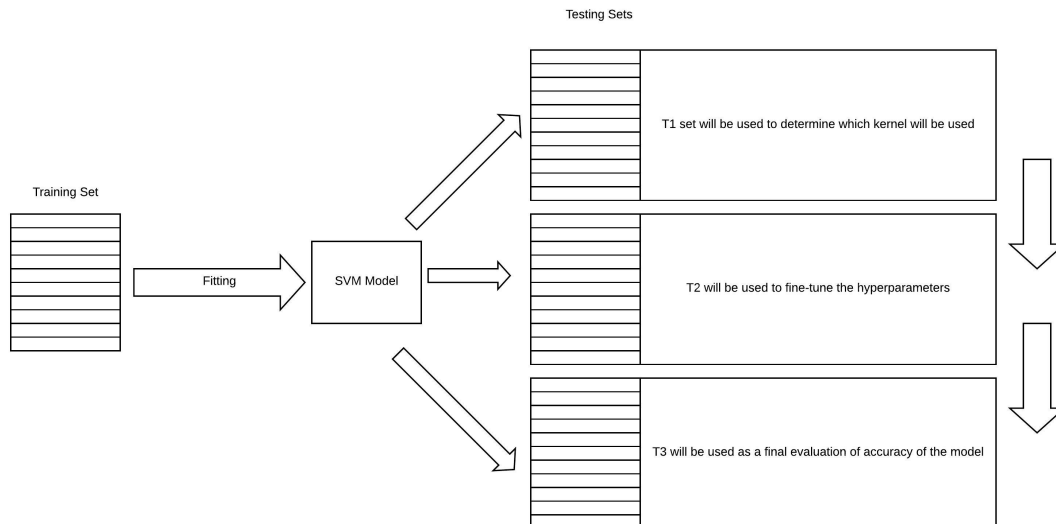 Testing Sets
T1 set will be used to determine which kernel will be used
Training Set
Fitting
SVM Model
T2 will be used to fine-tune the hyperparameters
T3 will be used as a final evaluation of accuracy of the model